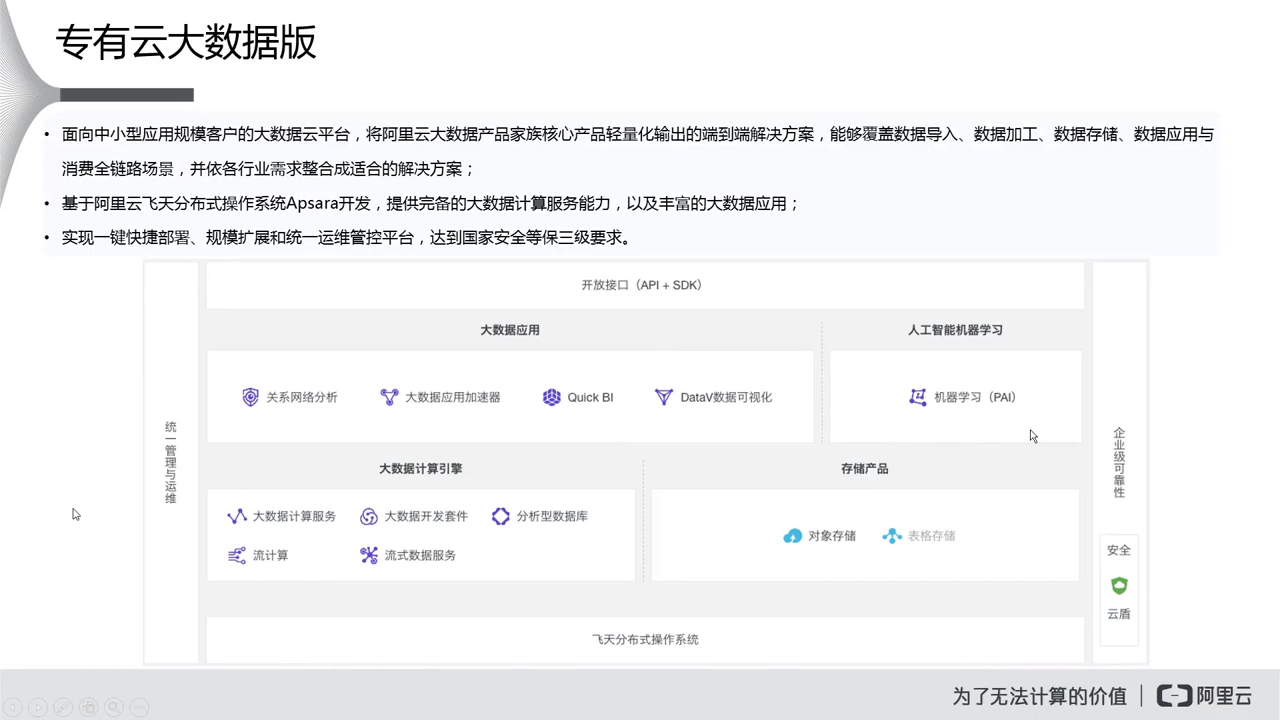 专有云大数据版
• 面向中小型应用规模客户的大数据云平台，将阿里云大数据产品家族核心产品轻量化输出的端到端解决方案，能够覆盖数据导入、数据加工、数据存储、数据应用与
消费全链路场景，并依各行业需求整合成适合的解决方案；
• 基于阿里云飞天分布式操作系统Apsara开发，提供完备的大数据计算服务能力，以及丰富的大数据应用；
• 实现一键快捷部署、规模扩展和统一运维管控平台，达到国家安全等保三级要求。
统一管理与运维
开放接口（API + SDK）
大数据应用
关系网络分析 大数据应用加速器 Quick BI DataV数据可视化
人工智能机器学习
机器学习（PAI）
大数据计算引擎
大数据计算服务 大数据开发套件 分析型数据库
流计算 流式数据服务
存储产品
对象存储 表格存储
飞天分布式操作系统
企业级可靠性
安全
云盾
为了无法计算的价值 | 阿里云